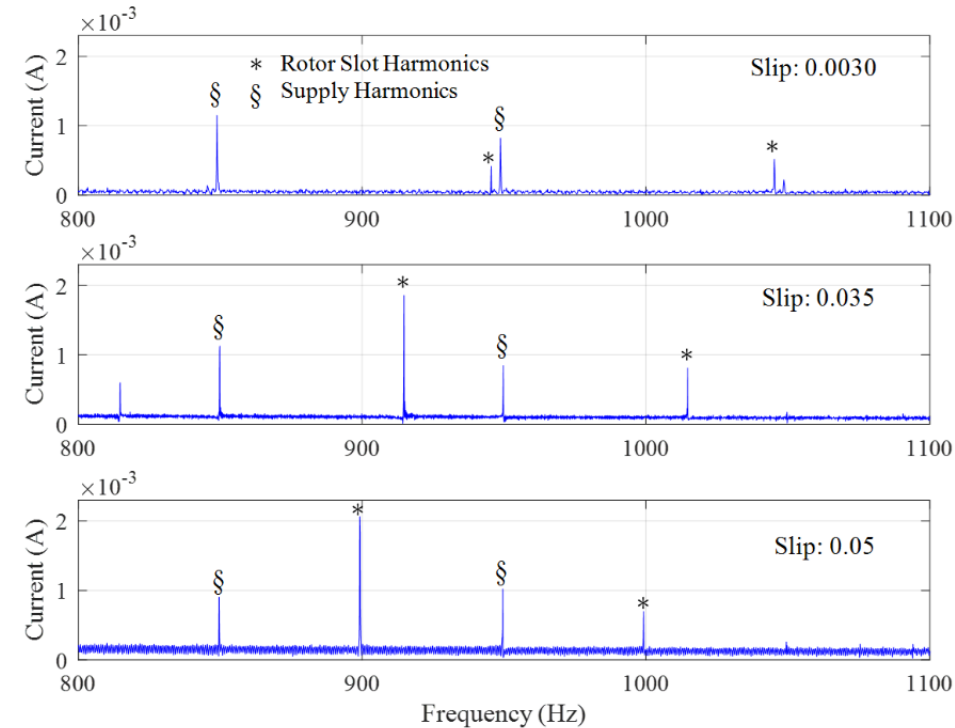 ×10⁻³
2
1
0
Current (A)
* Rotor Slot Harmonics
§ § Supply Harmonics
§
*
*
Slip: 0.0030
800 900 1000 1100
×10⁻³
2
1
0
Current (A)
§
*
§
*
Slip: 0.035
800 900 1000 1100
×10⁻³
2
1
0
Current (A)
§
*
§
*
Slip: 0.05
800 900 1000 1100
Frequency (Hz)